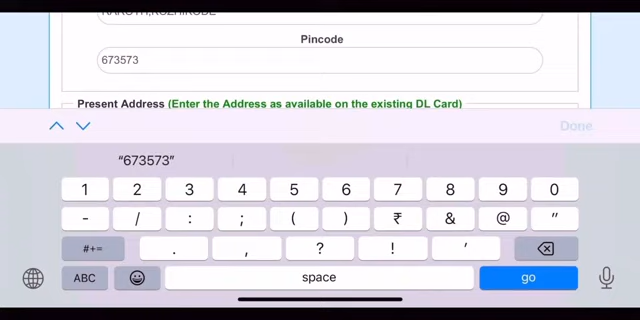 Pincode
673573
Present Address (Enter the Address as available on the existing DL Card)
Done
“673573”
1 2 3 4 5 6 7 8 9 0
- / : ; ( ) ₹ & @ "
#+= . , ? ! ’
ABC space go